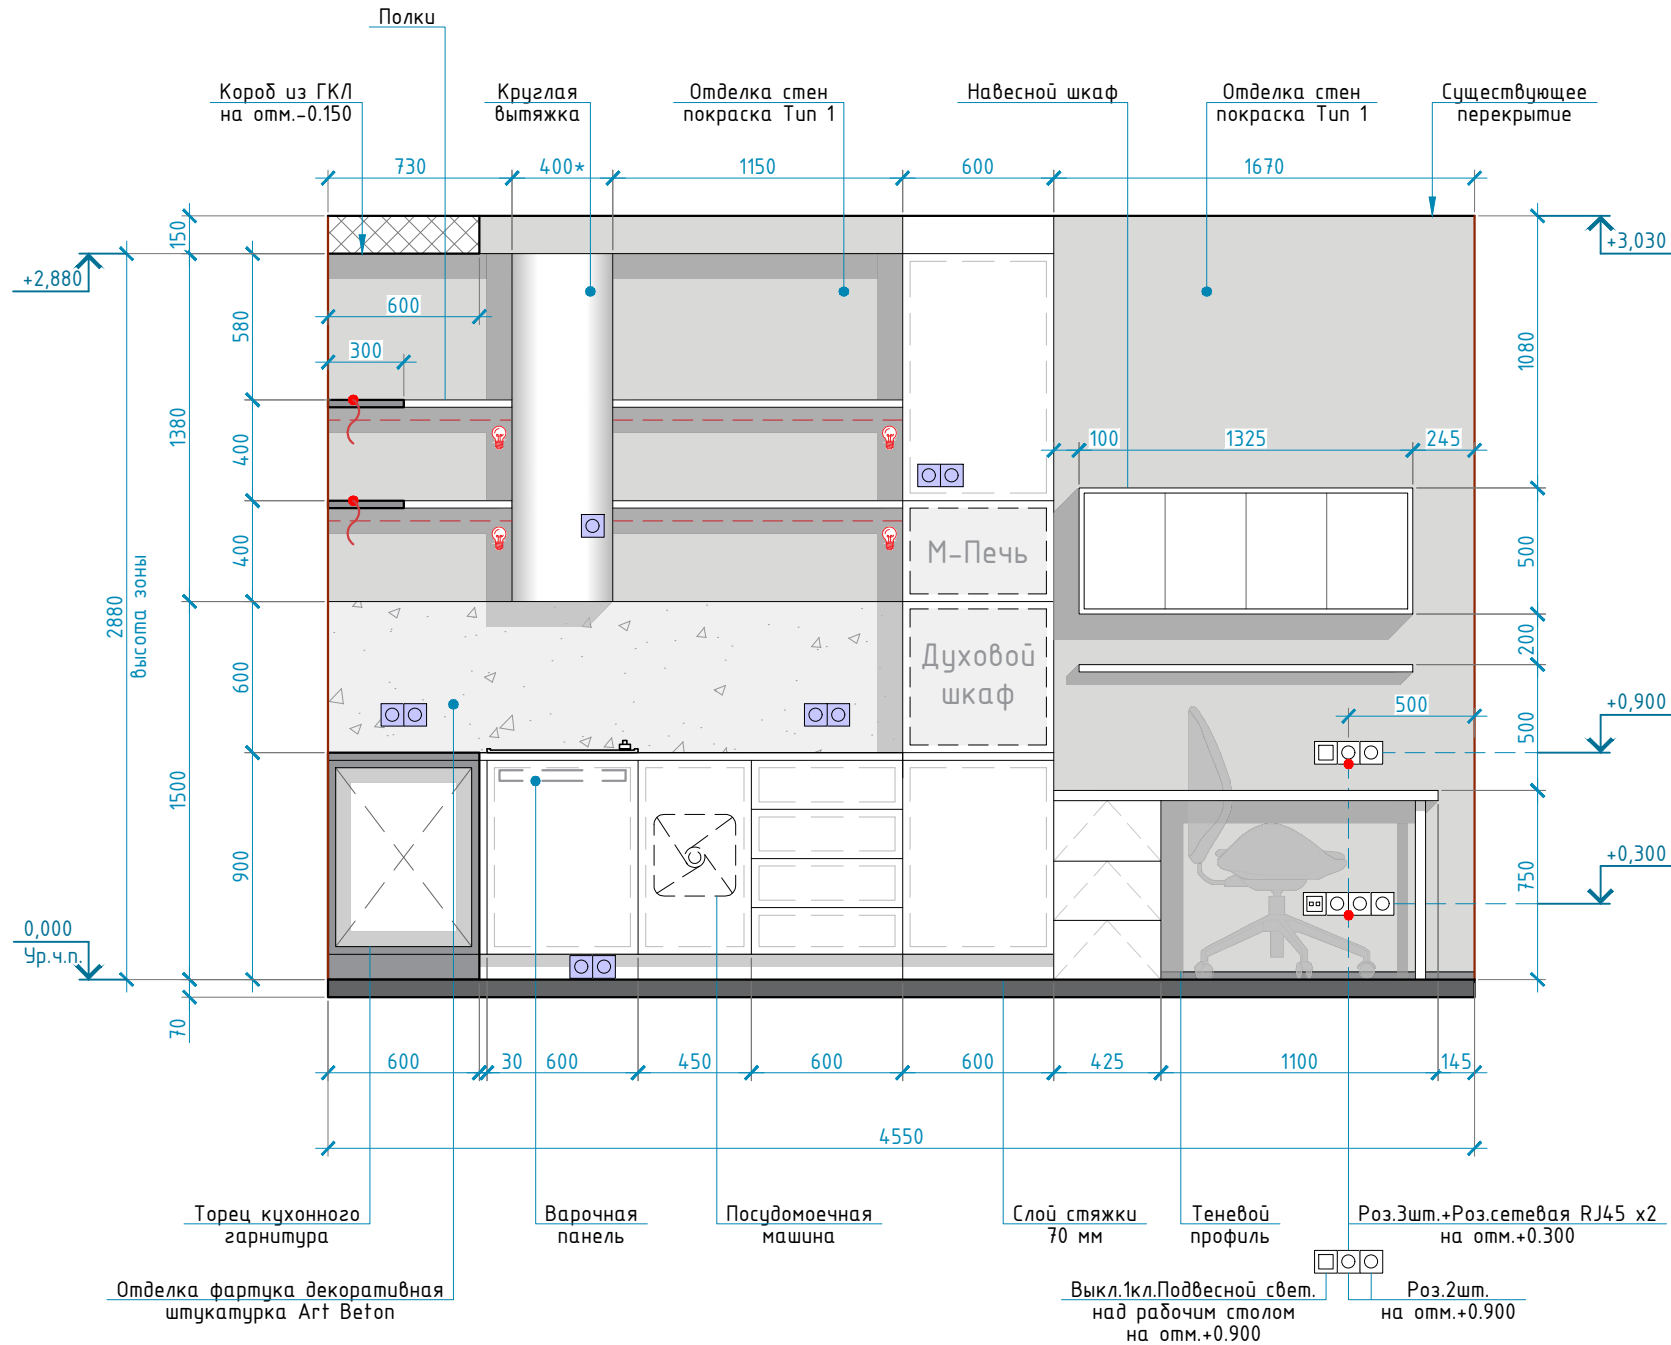 Полки
Короб из ГКЛ
на отм.-0.150
Круглая
вытяжка
Отделка стен
покраска Тип 1
Навесной шкаф
Отделка стен
покраска Тип 1
Существующее
перекрытие
730
400*
1150
600
1670
150
+2,880
+3,030
600
300
580
1080
1380
400
100
1325
245
400
500
М-Печь
2880
высота зоны
200
Духовой
шкаф
600
500
+0,900
500
1500
900
750
+0,300
0,000
Ур.ч.п.
70
600
30
600
450
600
600
425
1100
145
4550
Торец кухонного
гарнитура
Варочная
панель
Посудомоечная
машина
Слой стяжки
70 мм
Теневой
профиль
Роз.3шт.+Роз.сетевая RJ45 x2
на отм.+0.300
Отделка фартука декоративная
штукатурка Art Beton
Выкл.1кл.Подвесной свет.
над рабочим столом
на отм.+0.900
Роз.2шт.
на отм.+0.900